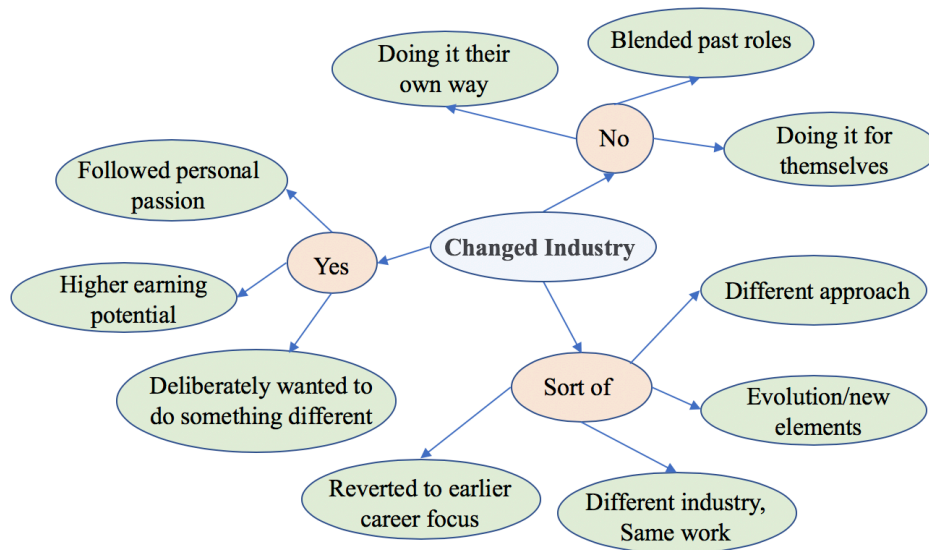 Blended past roles
Doing it their
own way
No
Doing it for
themselves
Followed personal
passion
Changed Industry
Yes
Higher earning
potential
Different approach
Deliberately wanted to
do something different
Sort of
Evolution/new
elements
Reverted to earlier
career focus
Different industry,
Same work